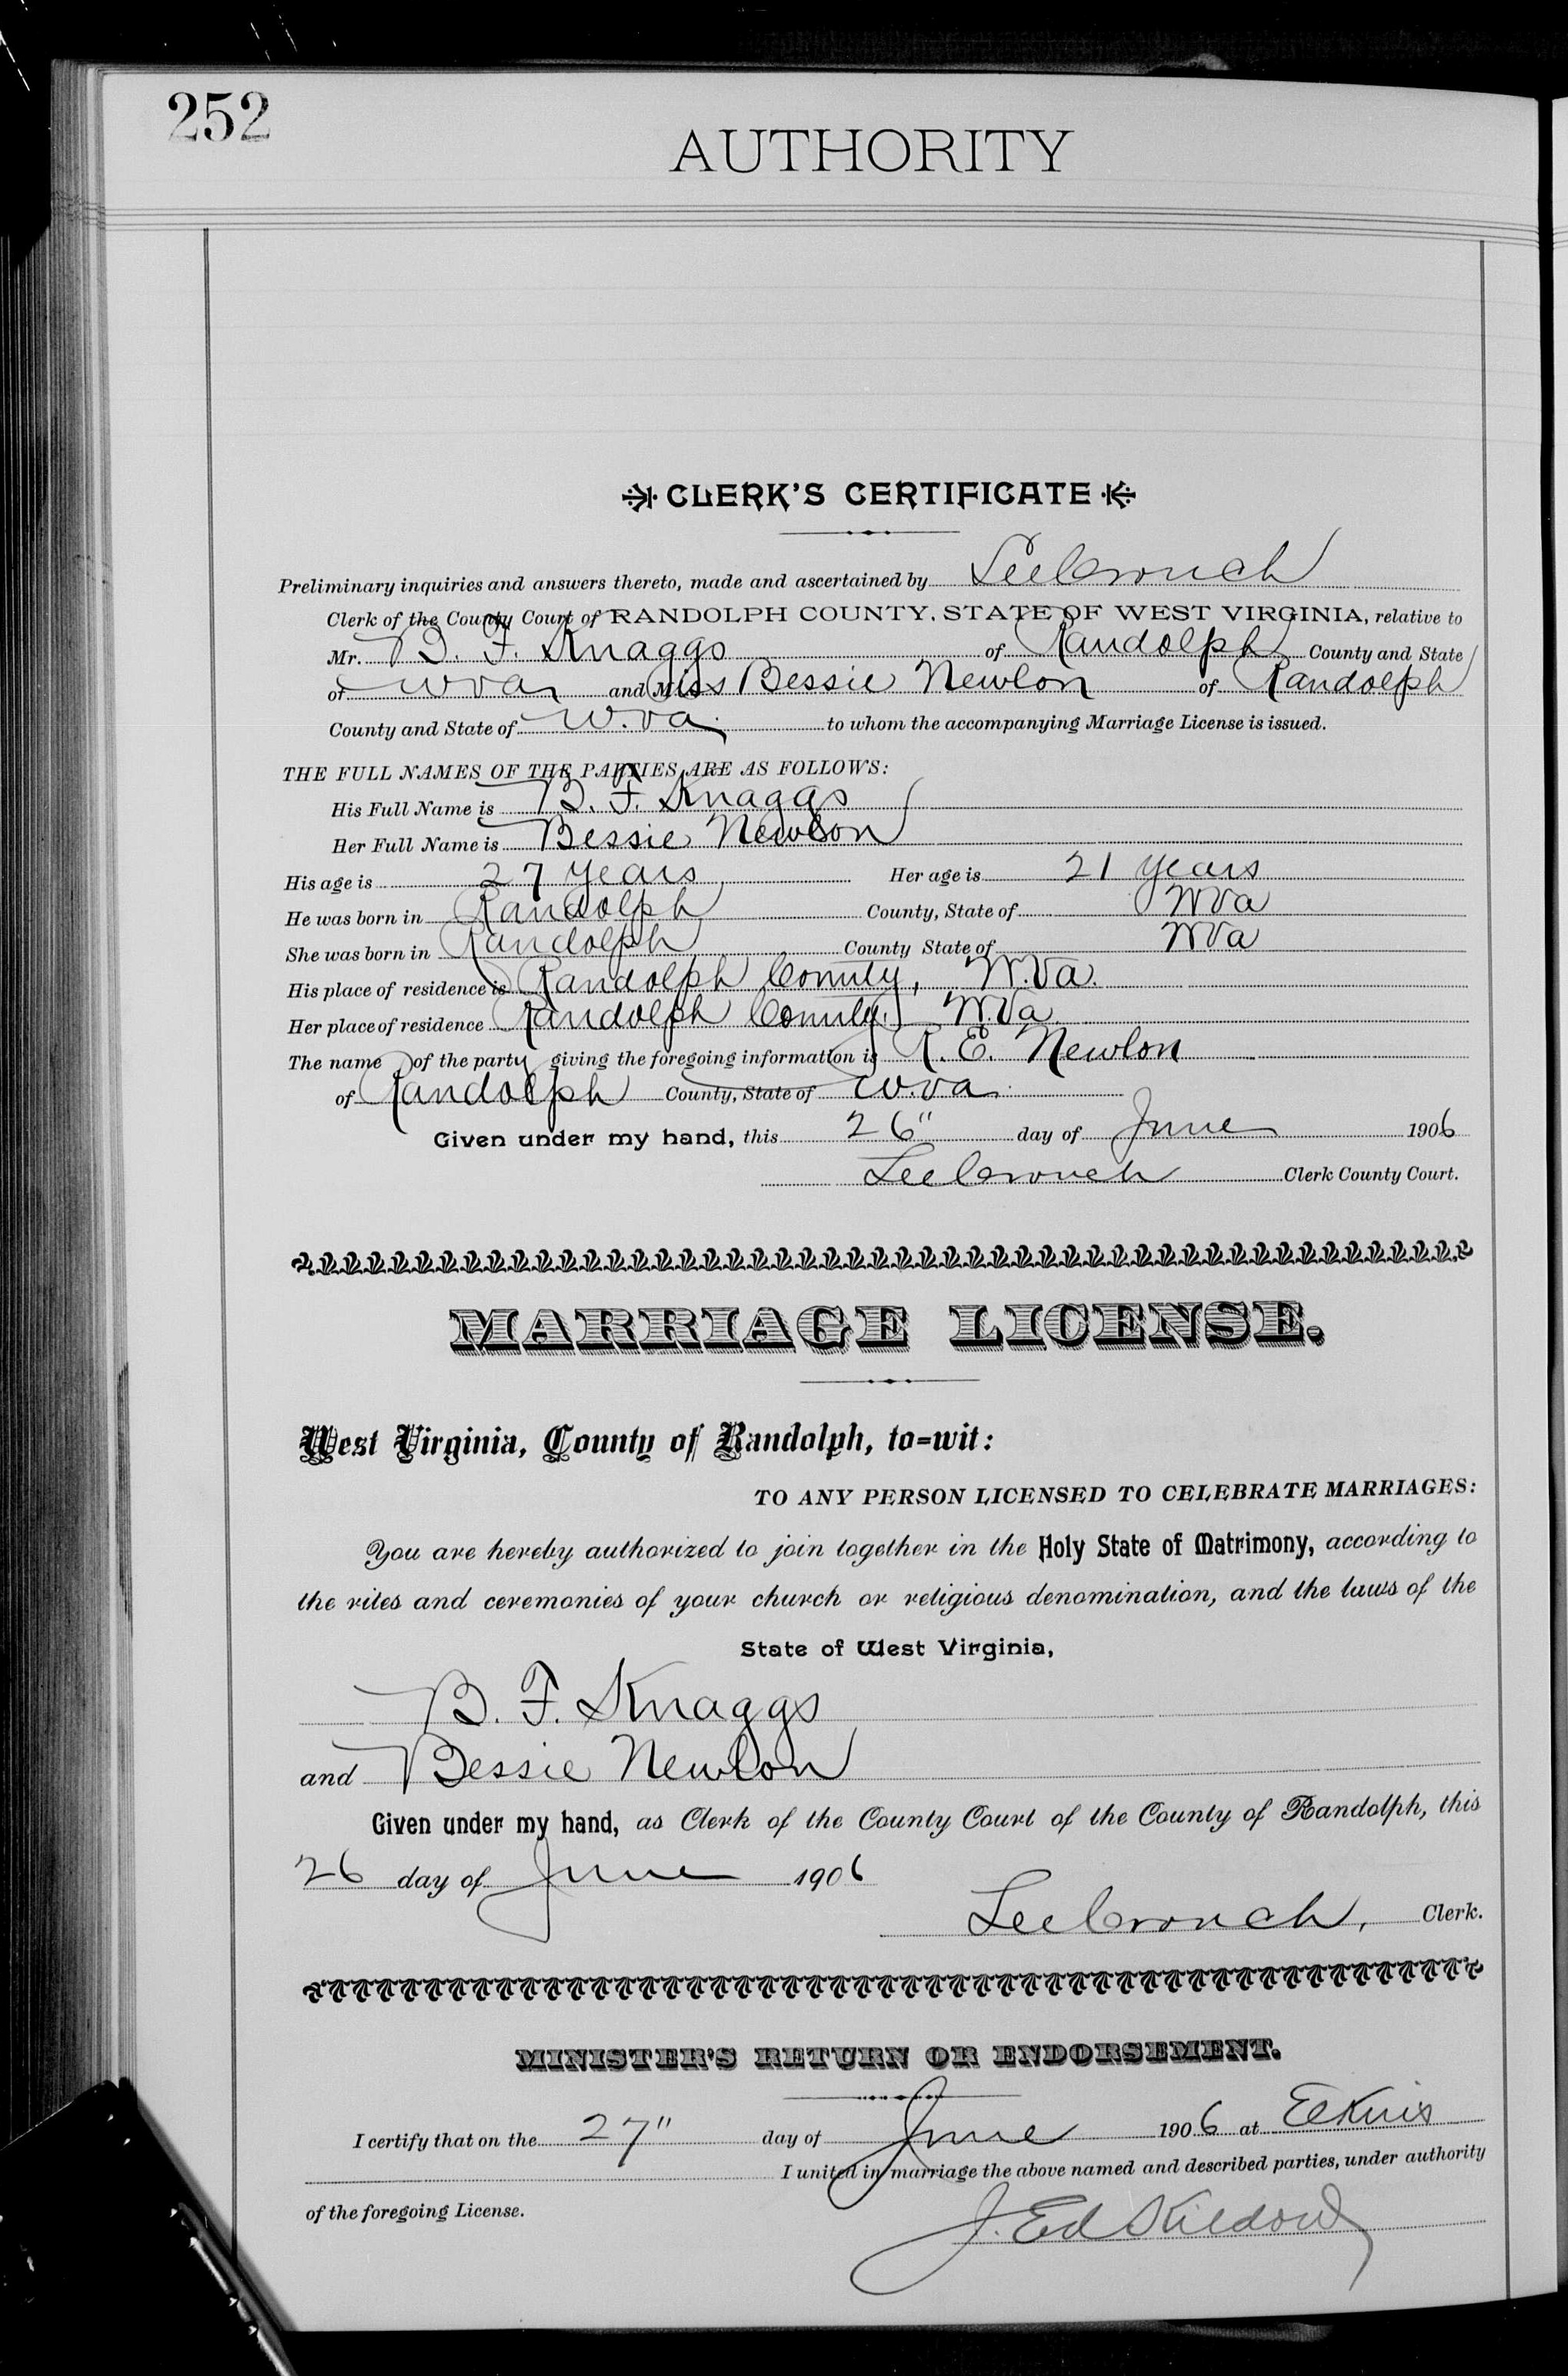 252
AUTHORITY
CLERK'S CERTIFICATE
Preliminary inquiries and answers thereto, made and ascertained by Lee Crouch
Clerk of the County Court of RANDOLPH COUNTY, STATE OF WEST VIRGINIA, relative to
Mr. B. F. Knaggs of Randolph County and State
of W Va and Miss Bessie Newlon of Randolph
County and State of W. Va. to whom the accompanying Marriage License is issued.
THE FULL NAMES OF THE PARTIES ARE AS FOLLOWS:
His Full Name is B. F. Knaggs
Her Full Name is Bessie Newlon
His age is 27 years Her age is 21 years
He was born in Randolph County, State of W Va
She was born in Randolph County State of W Va
His place of residence is Randolph County, W. Va.
Her place of residence Randolph County. W. Va.
The name of the party giving the foregoing information is R. E. Newlon
of Randolph County, State of W. Va.
Given under my hand, this 26" day of June 1906
Lee Crouch Clerk County Court.
MARRIAGE LICENSE.
West Virginia, County of Randolph, to=wit:
TO ANY PERSON LICENSED TO CELEBRATE MARRIAGES:
You are hereby authorized to join together in the Holy State of Matrimony, according to
the rites and ceremonies of your church or religious denomination, and the laws of the
State of West Virginia,
B. F. Knaggs
and Bessie Newlon
Given under my hand, as Clerk of the County Court of the County of Randolph, this
26 day of June 1906
Lee Crouch, Clerk.
MINISTER'S RETURN OR ENDORSEMENT.
I certify that on the 27" day of June 1906 at Elkins
I united in marriage the above named and described parties, under authority
of the foregoing License.
J. Ed Kildow